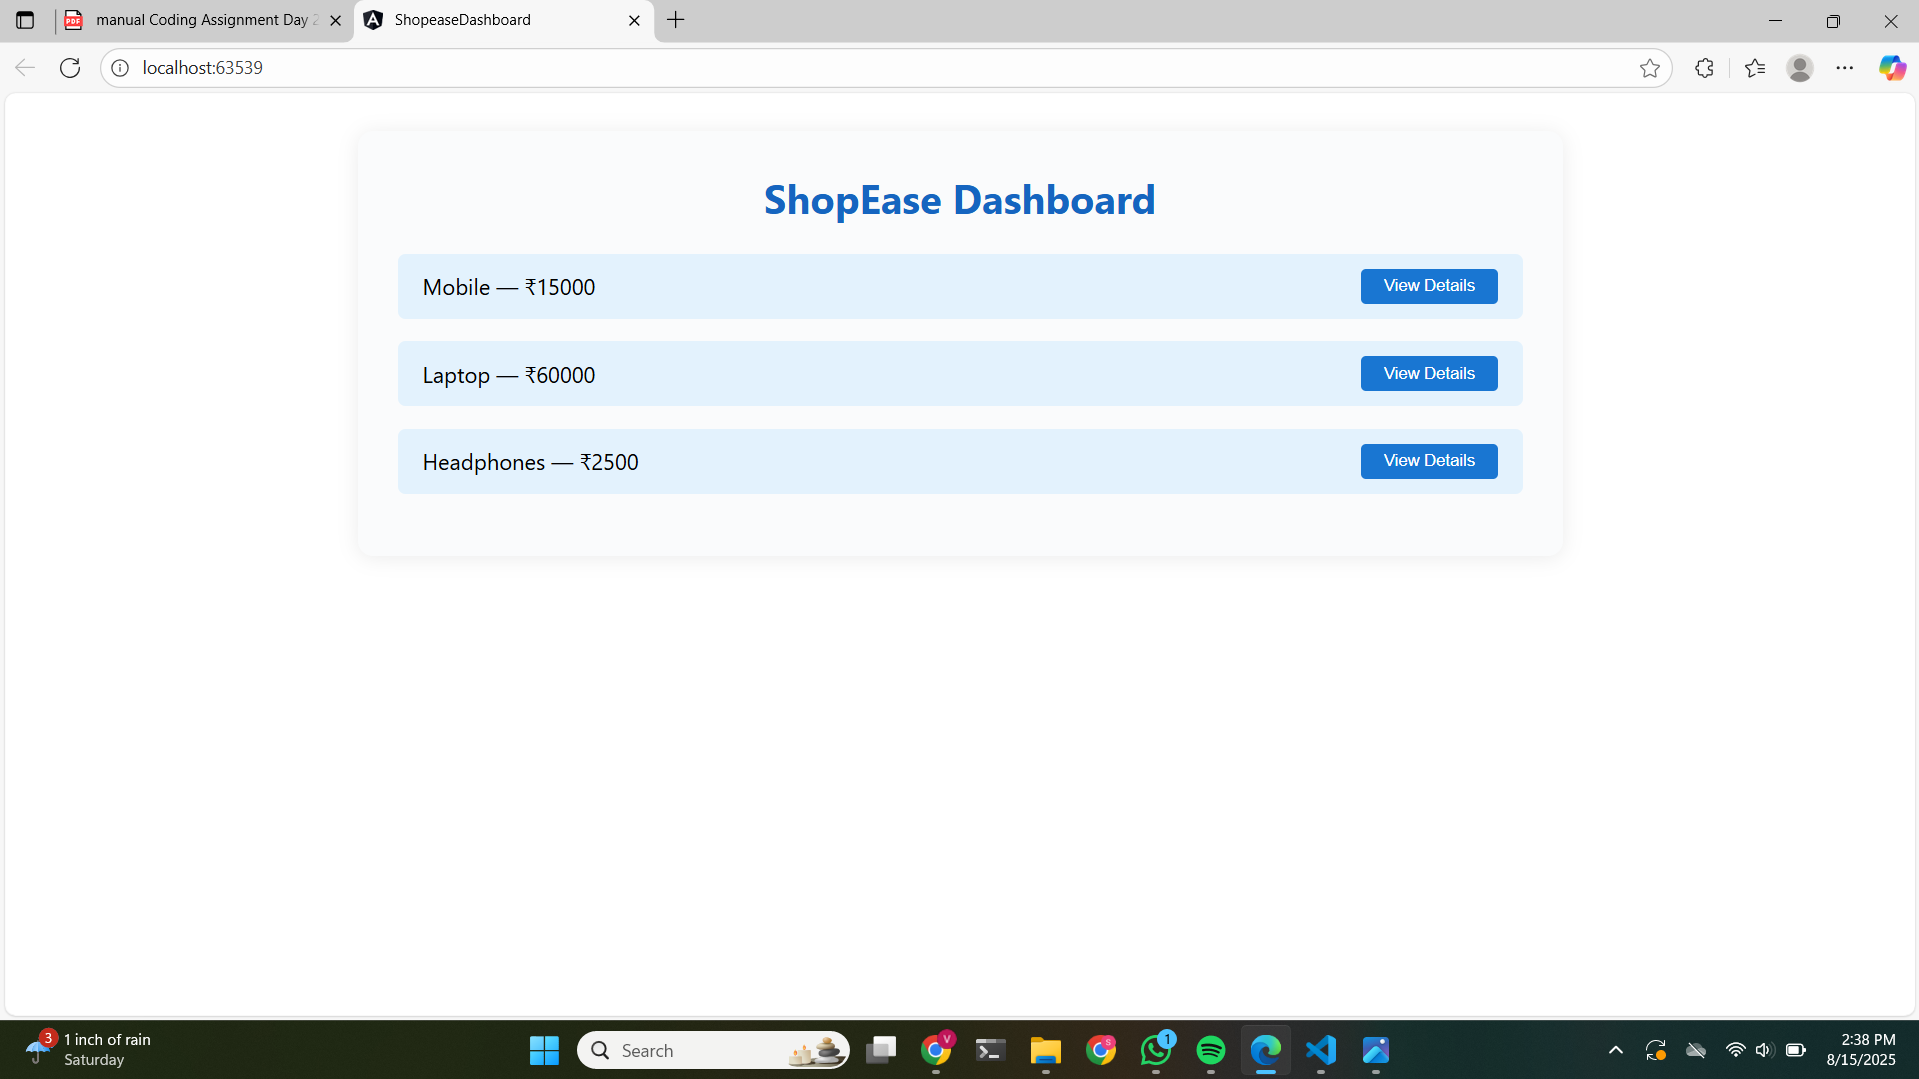 manual Coding Assignment Day 2
ShopeaseDashboard
localhost:63539
ShopEase Dashboard
Mobile — ₹15000
View Details
Laptop — ₹60000
View Details
Headphones — ₹2500
View Details
3
1 inch of rain
Saturday
Search
V
S
1
2:38 PM
8/15/2025
PDF